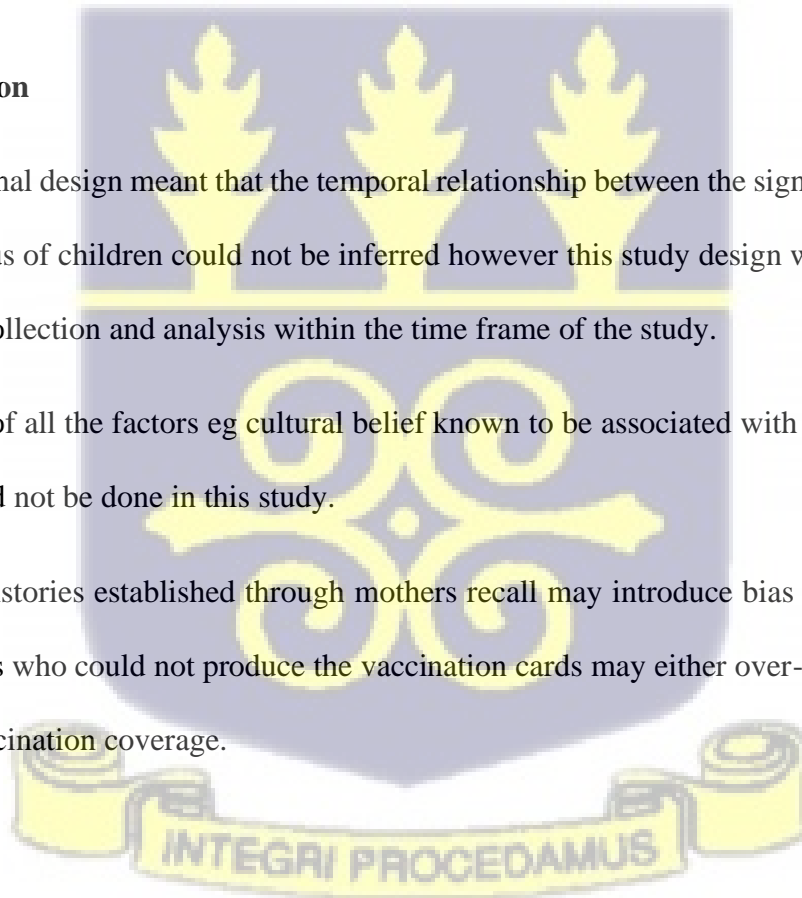 on
nal design meant that the temporal relationship between the sign
us of children could not be inferred however this study design w
ollection and analysis within the time frame of the study.
of all the factors eg cultural belief known to be associated with
d not be done in this study.
stories established through mothers recall may introduce bias
s who could not produce the vaccination cards may either over-
cination coverage.
INTEGRI PROCEDAMUS